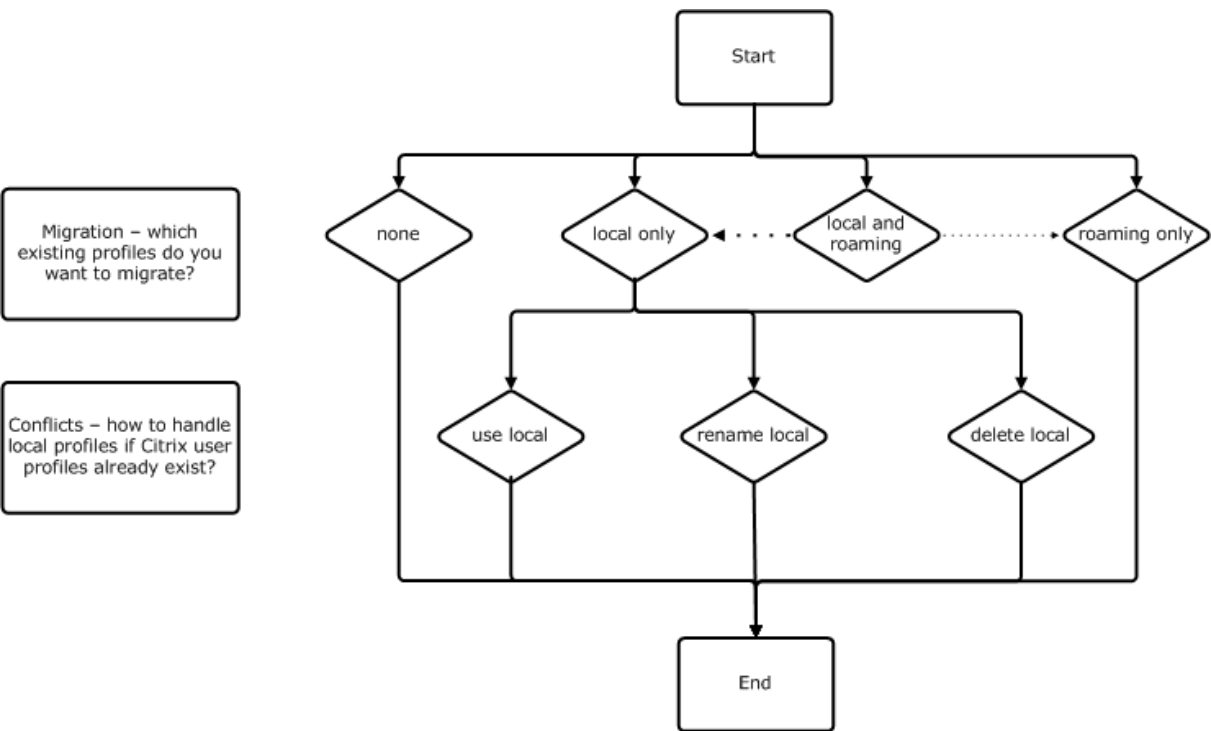 Start
Migration – which
existing profiles do you
want to migrate?
none
local only
local and
roaming
roaming only
Conflicts – how to handle
local profiles if Citrix user
profiles already exist?
use local
rename local
delete local
End